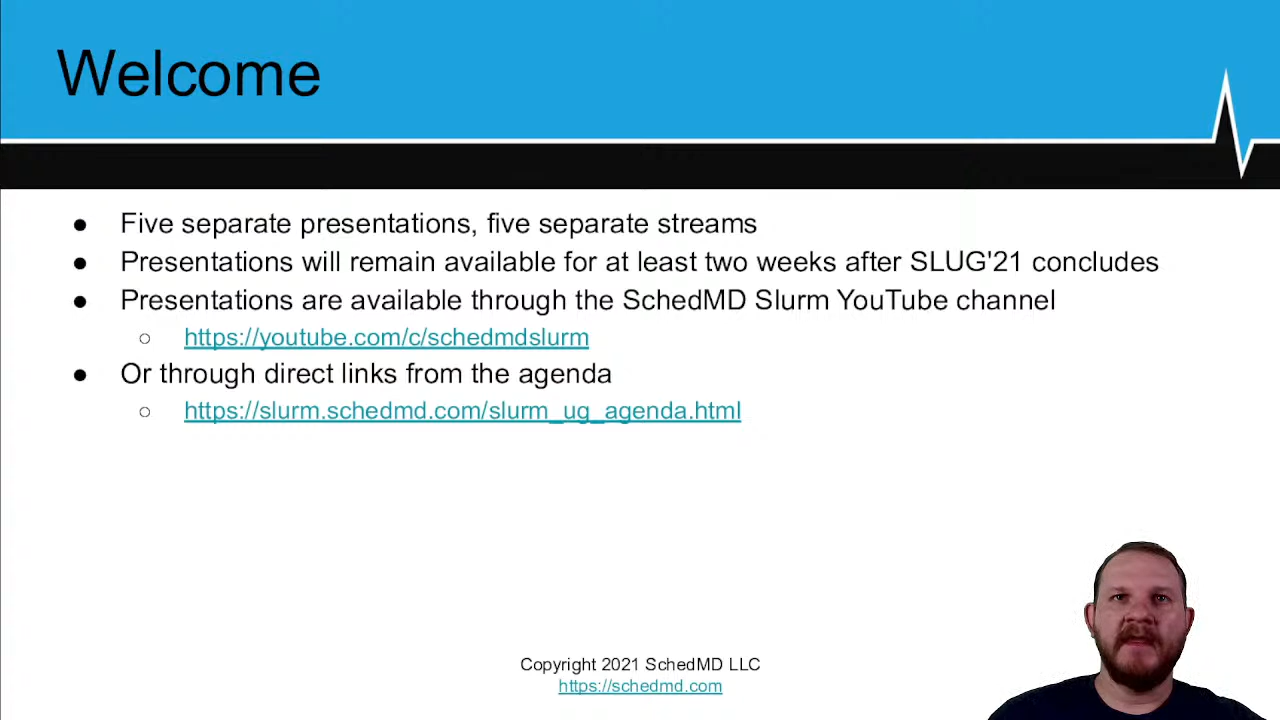 Welcome
Five separate presentations, five separate streams
Presentations will remain available for at least two weeks after SLUG'21 concludes
Presentations are available through the SchedMD Slurm YouTube channel
https://youtube.com/c/schedmdslurm
Or through direct links from the agenda
https://slurm.schedmd.com/slurm_ug_agenda.html
Copyright 2021 SchedMD LLC
https://schedmd.com